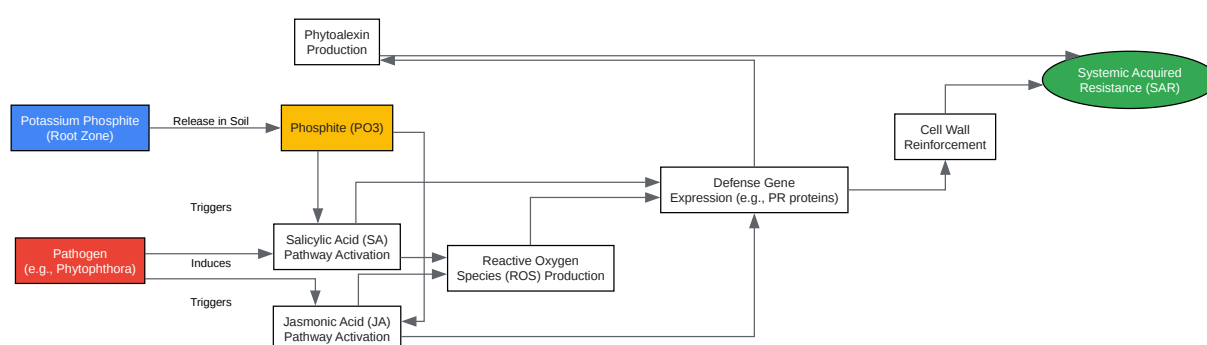 Phytoalexin
Production
Systemic Acquired
Resistance (SAR)
Potassium Phosphite
(Root Zone)
Release in Soil
Phosphite (PO3)
Cell Wall
Reinforcement
Defense Gene
Expression (e.g., PR proteins)
Triggers
Salicylic Acid (SA)
Pathway Activation
Pathogen
(e.g., Phytophthora)
Induces
Reactive Oxygen
Species (ROS) Production
Triggers
Jasmonic Acid (JA)
Pathway Activation